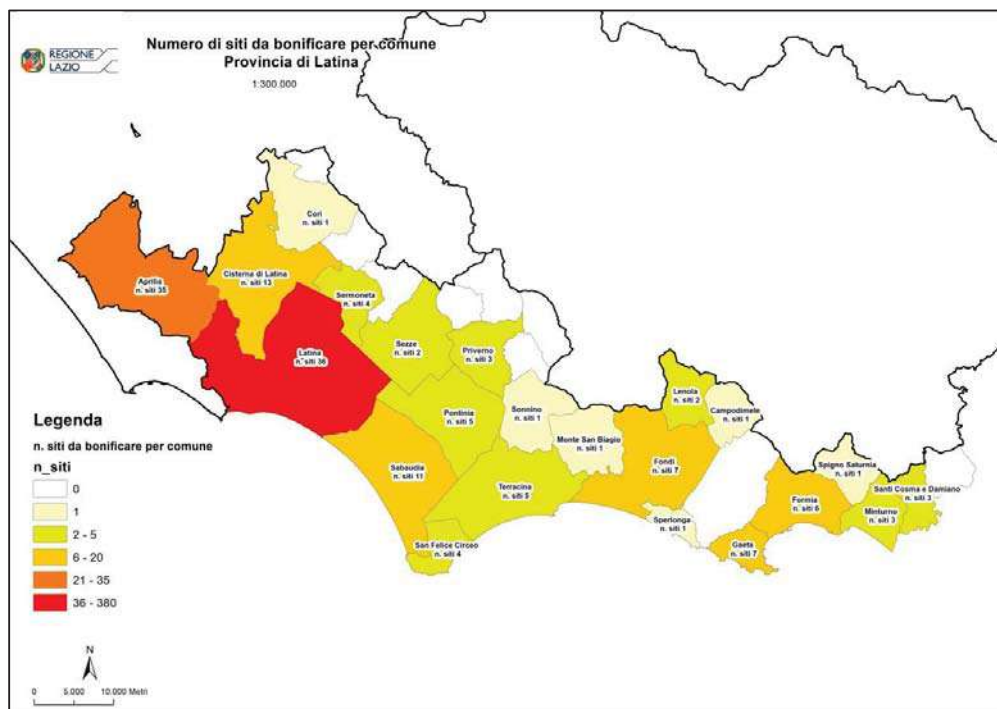 REGIONE
LAZIO
Numero di siti da bonificare per comune
Provincia di Latina
1:300.000
Cori
n. siti 1
Cisterna di Latina
n. siti 13
Aprilia
n. siti 35
Sermoneta
n. siti 4
Latina
n. siti 36
Sezze
n. siti 2
Priverno
n. siti 3
Pontinia
n. siti 5
Sonnino
n. siti 1
Monte San Biagio
n. siti 1
Lenola
n. siti 2
Campodimele
n. siti 1
Sabaudia
n. siti 11
Terracina
n. siti 5
Fondi
n. siti 7
Spigno Saturnia
n. siti 1
Santi Cosma e Damiano
n. siti 3
Formia
n. siti 6
Minturno
n. siti 3
Sperlonga
n. siti 1
Gaeta
n. siti 7
San Felice Circeo
n. siti 4
Legenda
n. siti da bonificare per comune
n_siti
0
1
2 - 5
6 - 20
21 - 35
36 - 380
N
0 5.000 10.000 Metri